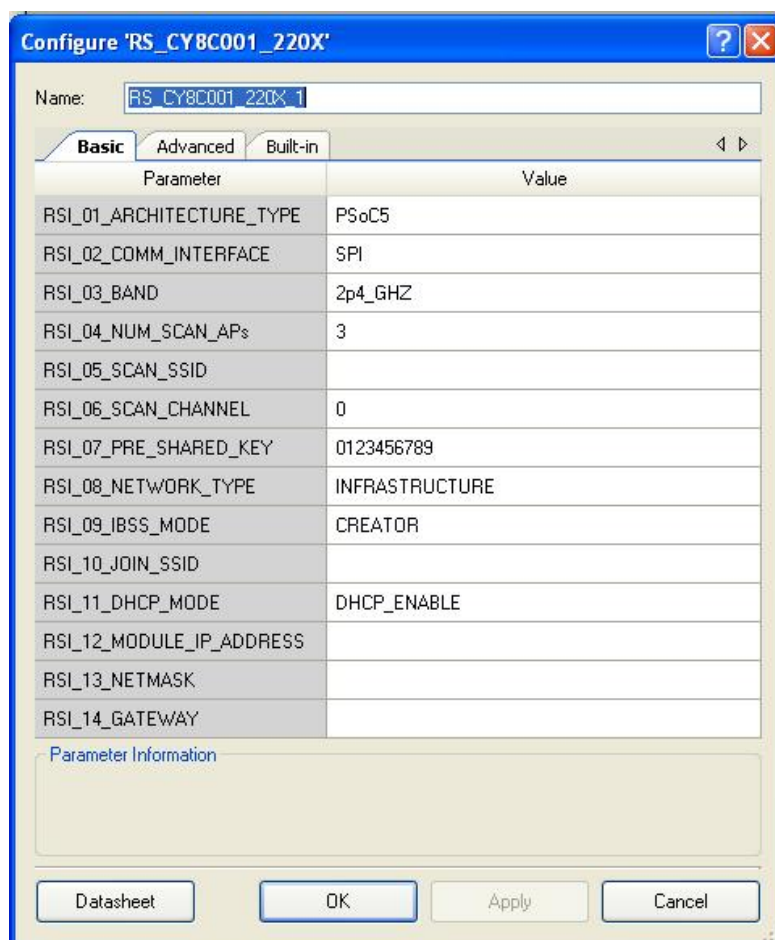 Configure 'RS_CY8C001_220X'
Name: RS_CY8C001_220X_1
Basic Advanced Built-in
Parameter Value
RSI_01_ARCHITECTURE_TYPE PSoC5
RSI_02_COMM_INTERFACE SPI
RSI_03_BAND 2p4_GHZ
RSI_04_NUM_SCAN_APs 3
RSI_05_SCAN_SSID
RSI_06_SCAN_CHANNEL 0
RSI_07_PRE_SHARED_KEY 0123456789
RSI_08_NETWORK_TYPE INFRASTRUCTURE
RSI_09_IBSS_MODE CREATOR
RSI_10_JOIN_SSID
RSI_11_DHCP_MODE DHCP_ENABLE
RSI_12_MODULE_IP_ADDRESS
RSI_13_NETMASK
RSI_14_GATEWAY
Parameter Information
Datasheet OK Apply Cancel